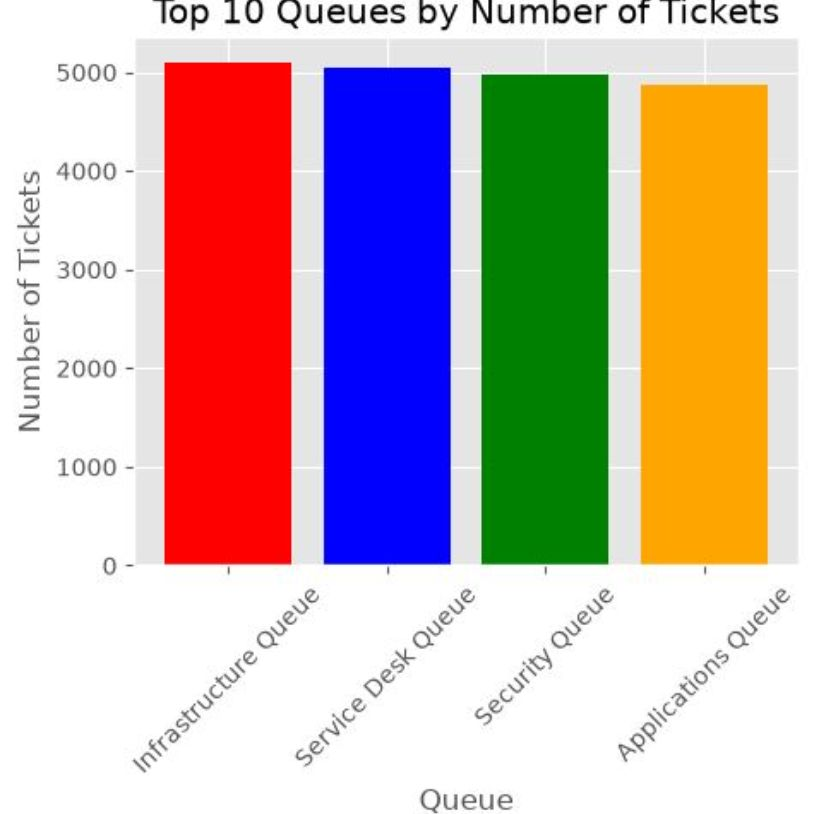 Top 10 Queues by Number of Tickets
Number of Tickets
5000
4000
3000
2000
1000
0
Infrastructure Queue
Service Desk Queue
Security Queue
Applications Queue
Queue